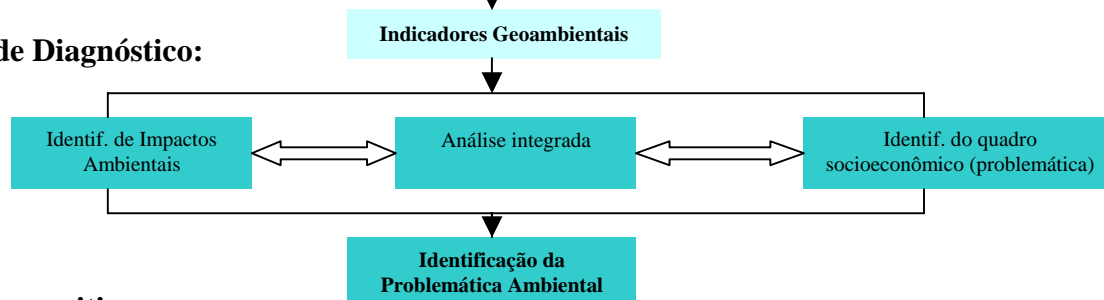 Indicadores Geoambientais
de Diagnóstico:
Identif. de Impactos
Ambientais
Análise integrada
Identif. do quadro
socioeconômico (problemática)
Identificação da
Problemática Ambiental